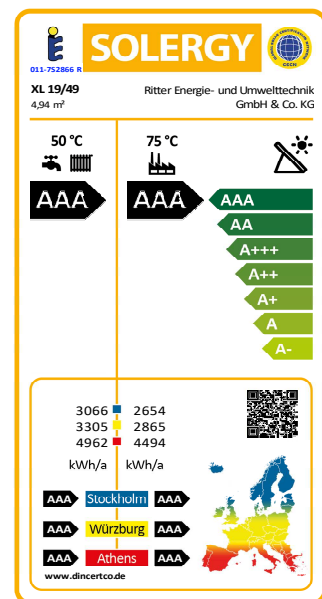 SOLERGY
011-7S2866 R
XL 19/49
Ritter Energie- und Umwelttechnik
4,94 m²
GmbH & Co. KG
50 °C
75 °C
AAA
AAA
AAA
AA
A+++
A++
A+
A
A-
3066 2654
3305 2865
4962 4494
kWh/a kWh/a
AAA Stockholm AAA
AAA Würzburg AAA
AAA Athens AAA
www.dincertco.de